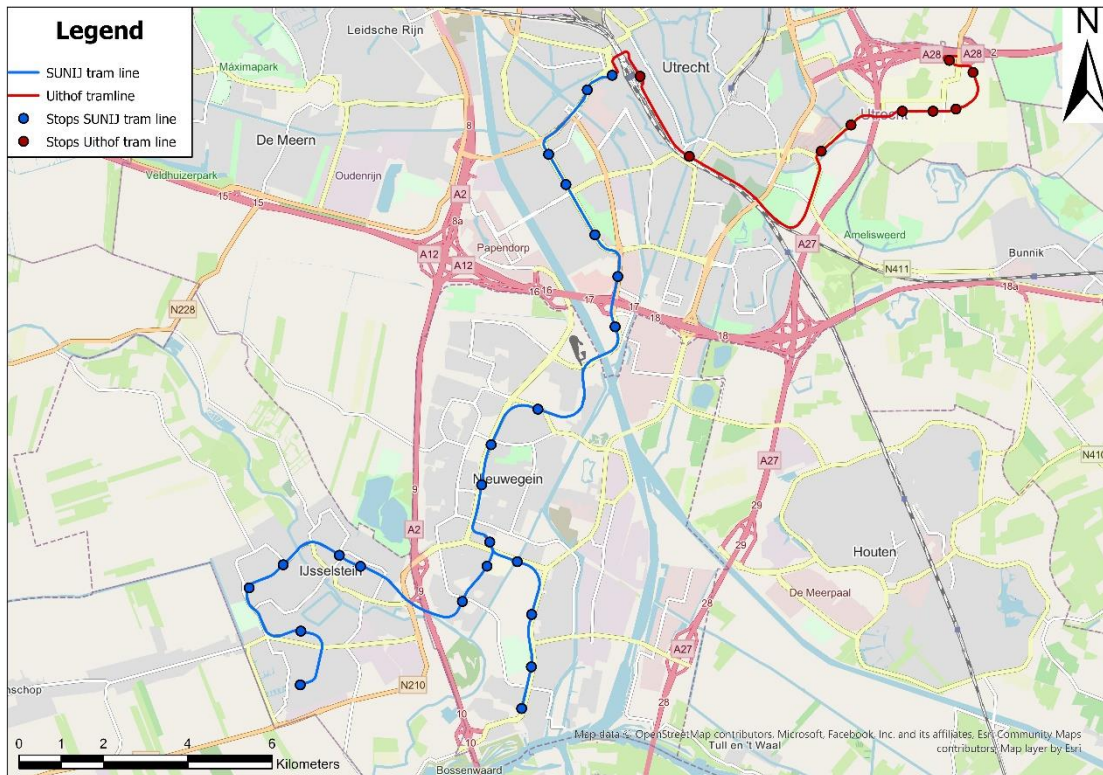 Legend
SUNIJ tram line
Uithof tramline
Stops SUNIJ tram line
Stops Uithof tram line
N
Leidsche Rijn
Máximapark
Utrecht
A28
A28
2
De Meern
8
Utrecht
Veldhuizerpark
Oudenrijn
15
15
A2
8a
Papendorp
A12
A12
Amelisweerd
A27
Bunnik
N411
16
16
17
17
18
18
18a
N228
Nieuwegein
A27
N410
9
A2
29
29
Houten
IJsselstein
9
De Meerpaal
28
28
A27
N210
nschop
10
10
Bossenwaard
Tull en 't Waal
0 1 2 4 6
Kilometers
Map data © OpenStreetMap contributors, Microsoft, Facebook, Inc. and its affiliates, Esri Community Maps
contributors, Map layer by Esri